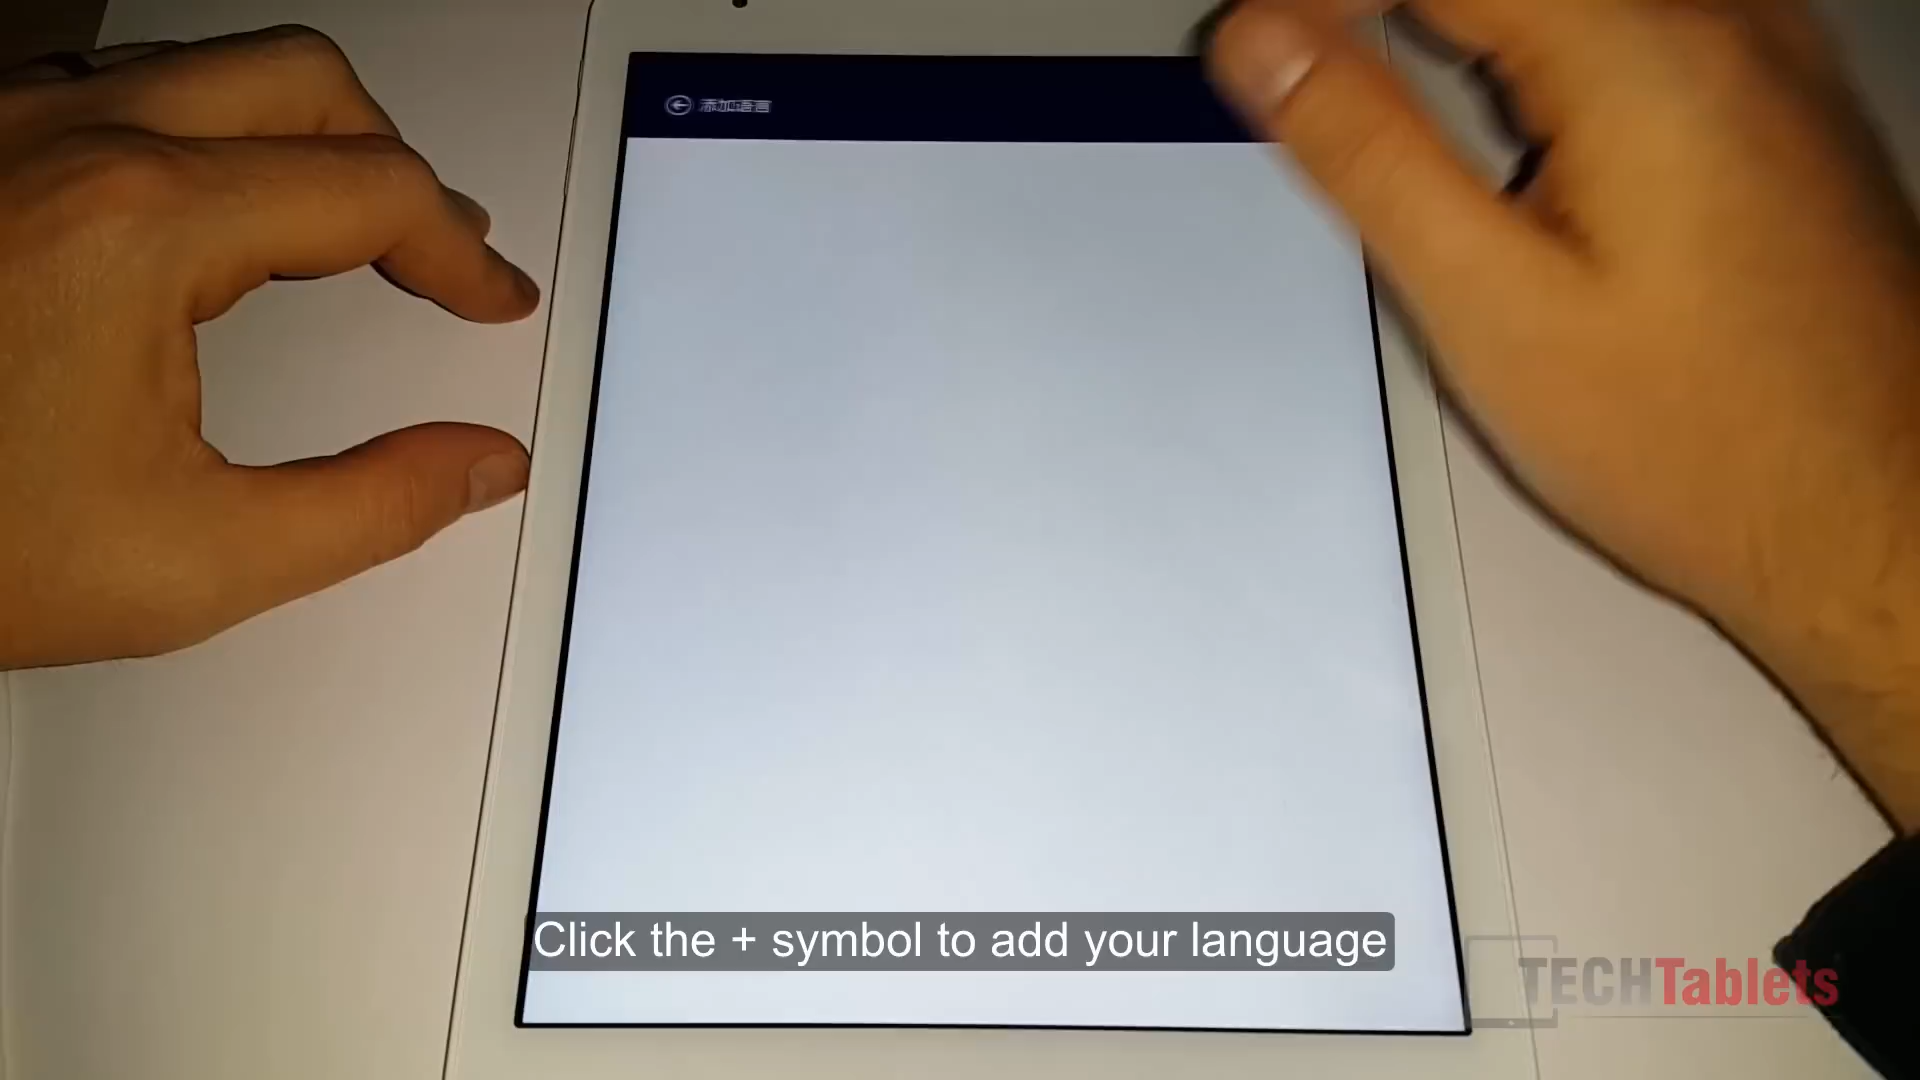 添加语言
Click the + symbol to add your language
TECHTablets